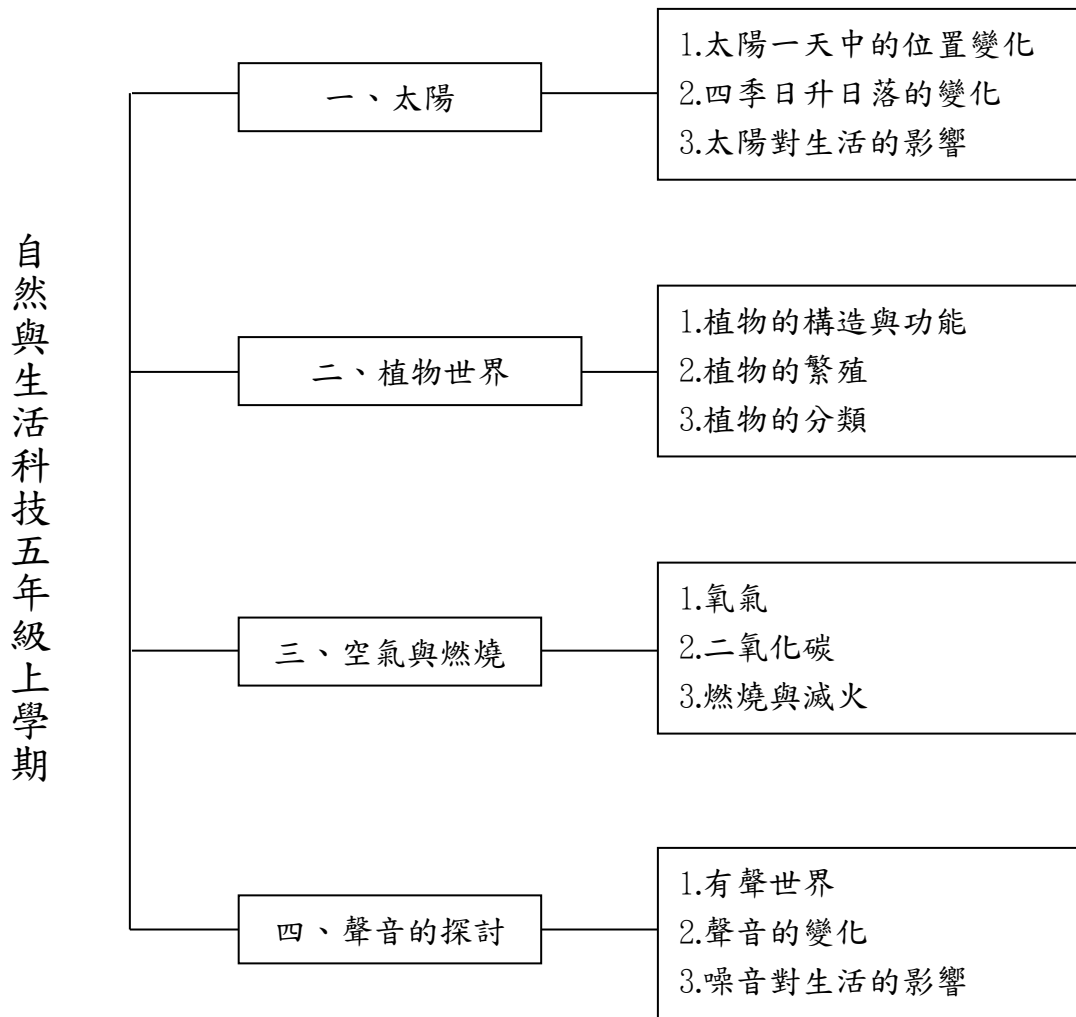 自然與生活科技五年級上學期
一、太陽
1.太陽一天中的位置變化
2.四季日升日落的變化
3.太陽對生活的影響
二、植物世界
1.植物的構造與功能
2.植物的繁殖
3.植物的分類
三、空氣與燃燒
1.氧氣
2.二氧化碳
3.燃燒與滅火
四、聲音的探討
1.有聲世界
2.聲音的變化
3.噪音對生活的影響